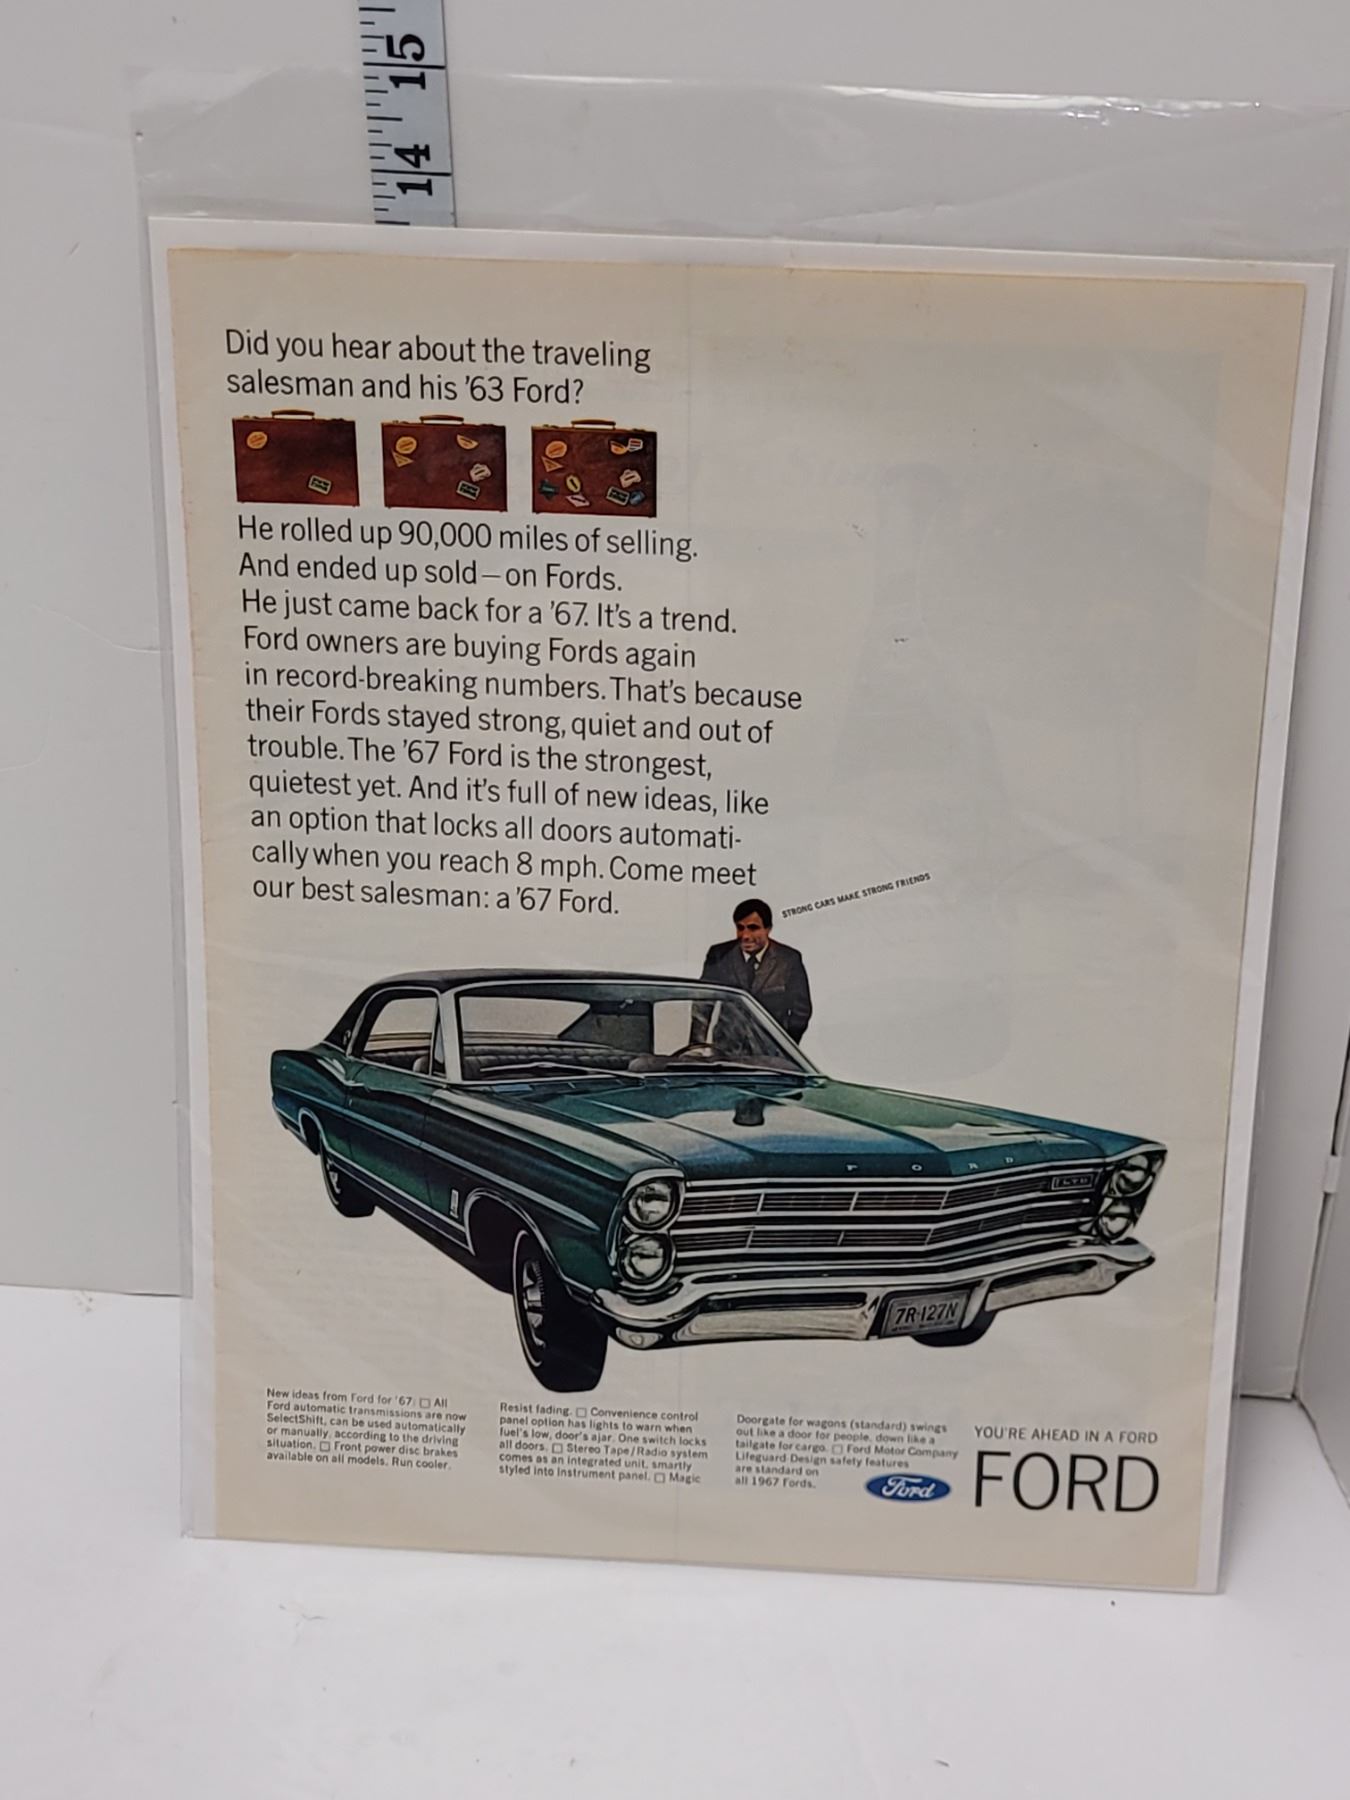 15
14
Did you hear about the traveling
salesman and his '63 Ford?
He rolled up 90,000 miles of selling.
And ended up sold—on Fords.
He just came back for a '67. It's a trend.
Ford owners are buying Fords again
in record-breaking numbers. That's because
their Fords stayed strong, quiet and out of
trouble. The '67 Ford is the strongest,
quietest yet. And it's full of new ideas, like
an option that locks all doors automati-
cally when you reach 8 mph. Come meet
our best salesman: a '67 Ford.
STRONG CARS MAKE STRONG FRIENDS
FORD
7R-127N
New ideas from Ford for '67: □ All
Ford automatic transmissions are now
SelectShift, can be used automatically
or manually, according to the driving
situation. □ Front power disc brakes
available on all models. Run cooler.
Resist fading. □ Convenience control
panel option has lights to warn when
fuel's low, door's ajar. One switch locks
all doors. □ Stereo Tape/Radio system
comes as an integrated unit, smartly
styled into instrument panel. □ Magic
Doorgate for wagons (standard) swings
out like a door for people, down like a
tailgate for cargo. □ Ford Motor Company
Lifeguard Design safety features
are standard on
all 1967 Fords.
Ford
YOU'RE AHEAD IN A FORD
FORD